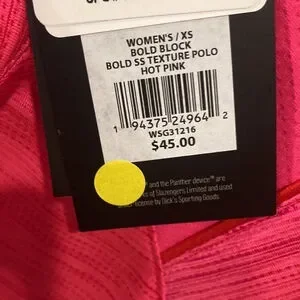 WOMEN'S / XS
BOLD BLOCK
BOLD SS TEXTURE POLO
HOT PINK
1 94375 24964 2
WSG31216
$45.00
and the Panther device™ are
of Slazengers Limited and used
license by Dick's Sporting Goods.